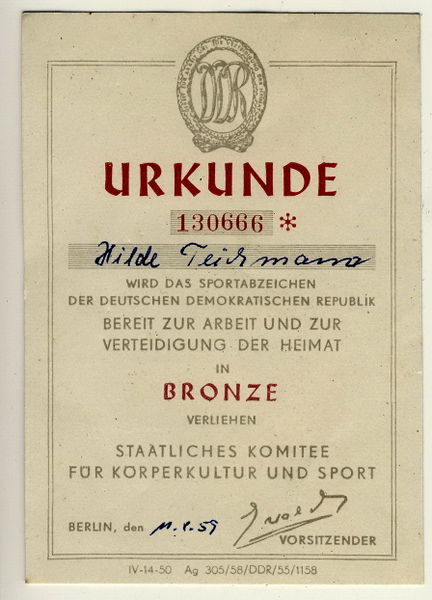 DDR
URKUNDE
130666 *
Hilde Teichmann
WIRD DAS SPORTABZEICHEN
DER DEUTSCHEN DEMOKRATISCHEN REPUBLIK
BEREIT ZUR ARBEIT UND ZUR
VERTEIDIGUNG DER HEIMAT
IN
BRONZE
VERLIEHEN
STAATLICHES KOMITEE
FÜR KÖRPERKULTUR UND SPORT
BERLIN, den
VORSITZENDER
IV-14-50 Ag 305/58/DDR/55/1158